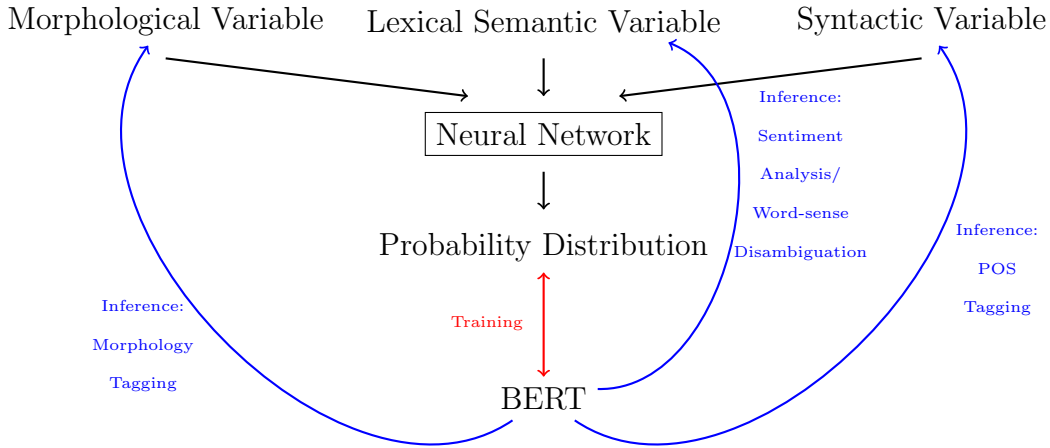 Morphological Variable
Lexical Semantic Variable
Syntactic Variable
Inference:
Sentiment
Analysis/
Word-sense
Disambiguation
Neural Network
Probability Distribution
Inference:
POS
Tagging
Inference:
Morphology
Tagging
Training
BERT